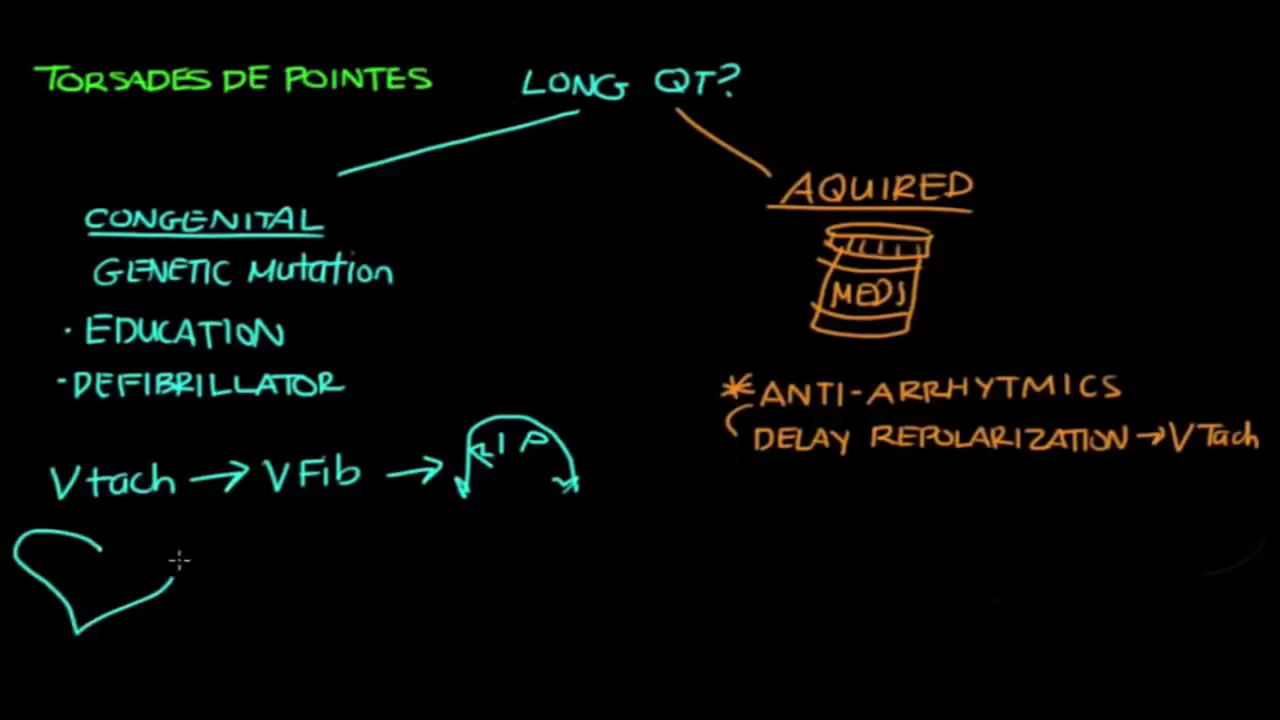 TORSADES DE POINTES
LONG QT?
CONGENITAL
GENETIC Mutation
· EDUCATION
· DEFIBRILLATOR
Vtach → VFib → RIP
AQUIRED
MEDS
* ANTI-ARRHYTMICS
DELAY REPOLARIZATION → VTach